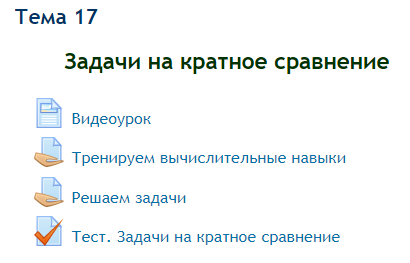 Тема 17
Задачи на кратное сравнение
Видеоурок
Тренируем вычислительные навыки
Решаем задачи
Тест. Задачи на кратное сравнение